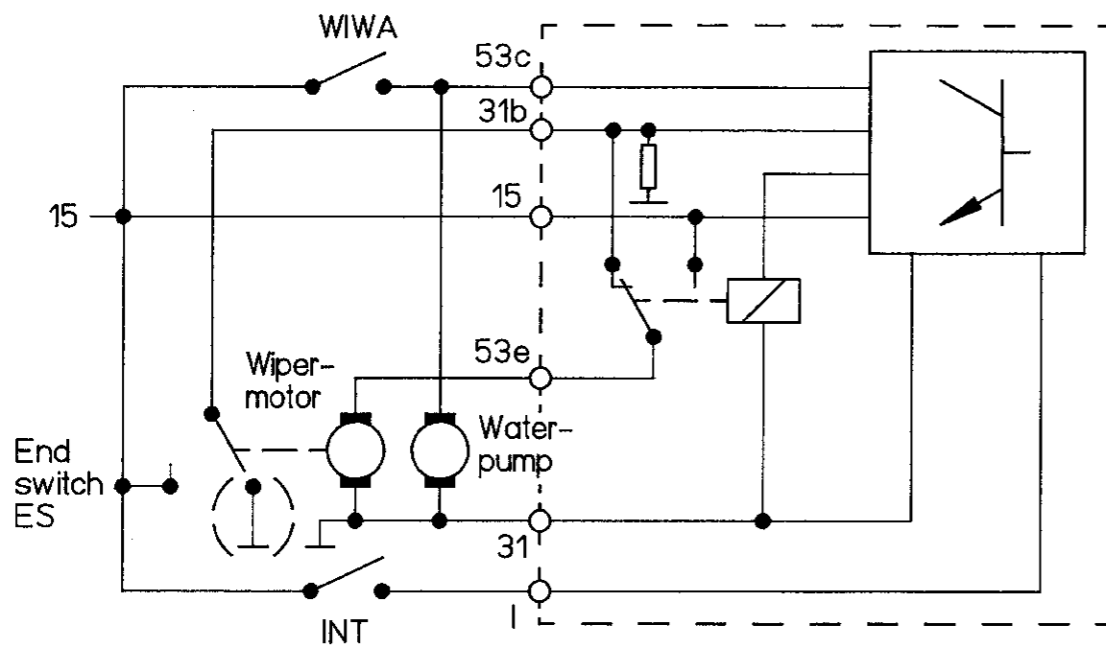 WIWA
53c
31b
15
15
53e
Wiper-
motor
Water-
pump
End
switch
ES
31
I
INT